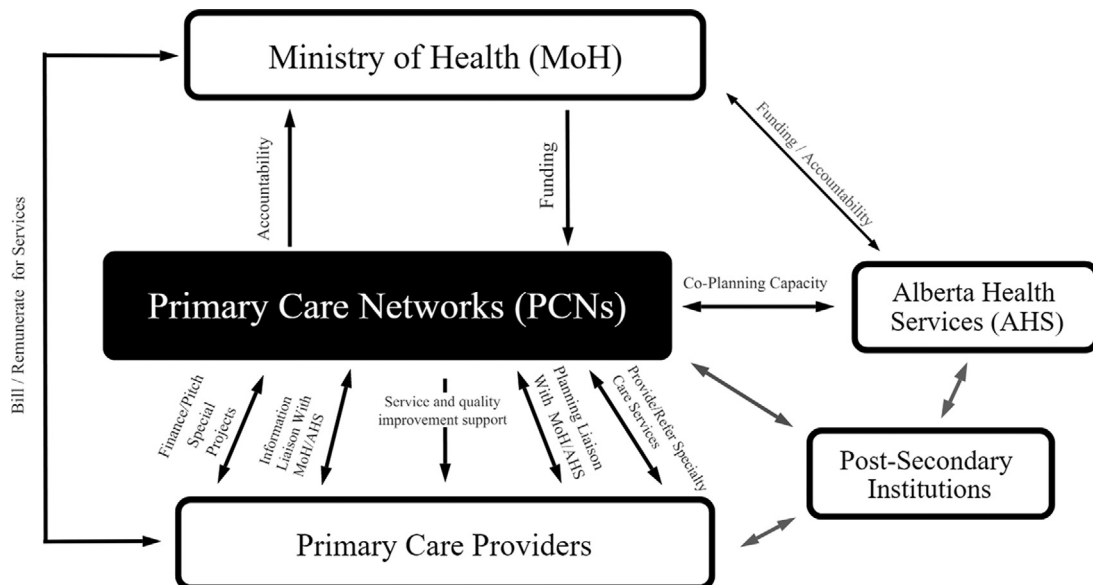 Ministry of Health (MoH)
Bill / Remunerate for Services
Accountability
Funding
Funding / Accountability
Primary Care Networks (PCNs)
Co-Planning Capacity
Alberta Health
Services (AHS)
Finance/Pitch
Special
Projects
Information
Liaison With
MoH/AHS
Service and quality
improvement support
Planning Liaison
With MoH/AHS
Provide/Refer Specialty
Care Services
Post-Secondary
Institutions
Primary Care Providers